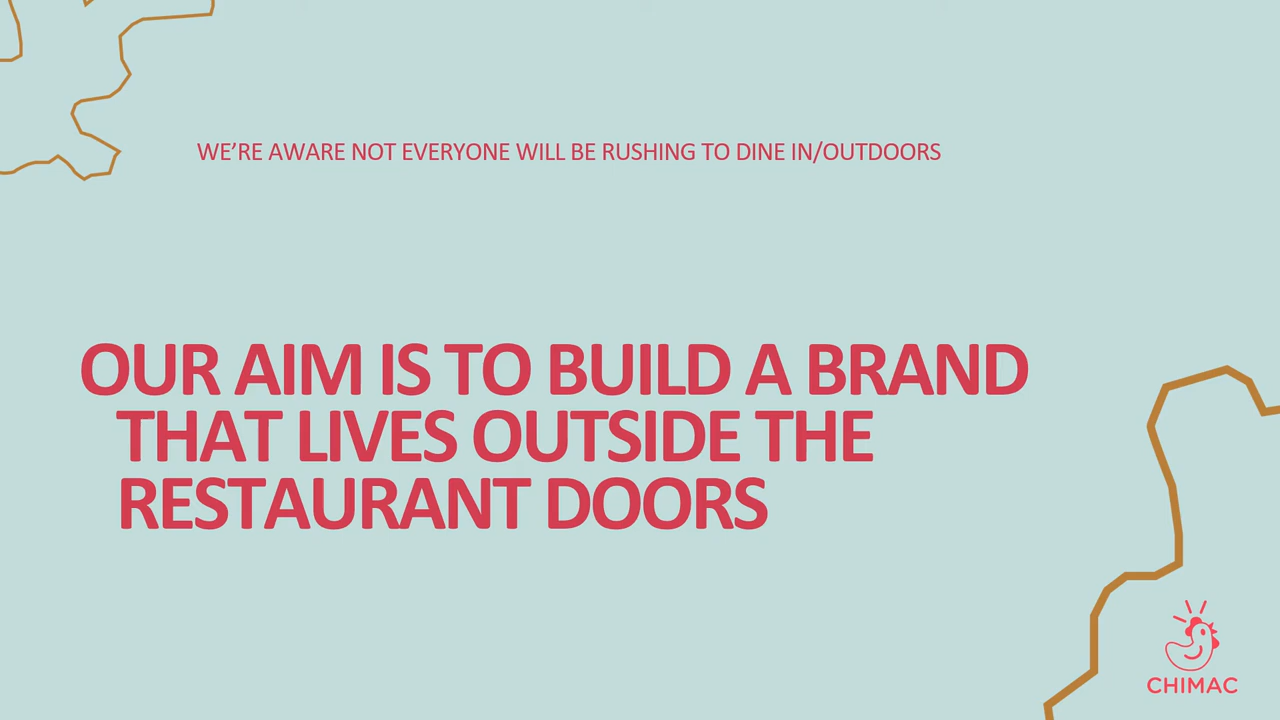 WE’RE AWARE NOT EVERYONE WILL BE RUSHING TO DINE IN/OUTDOORS
OUR AIM IS TO BUILD A BRAND
THAT LIVES OUTSIDE THE
RESTAURANT DOORS
CHIMAC